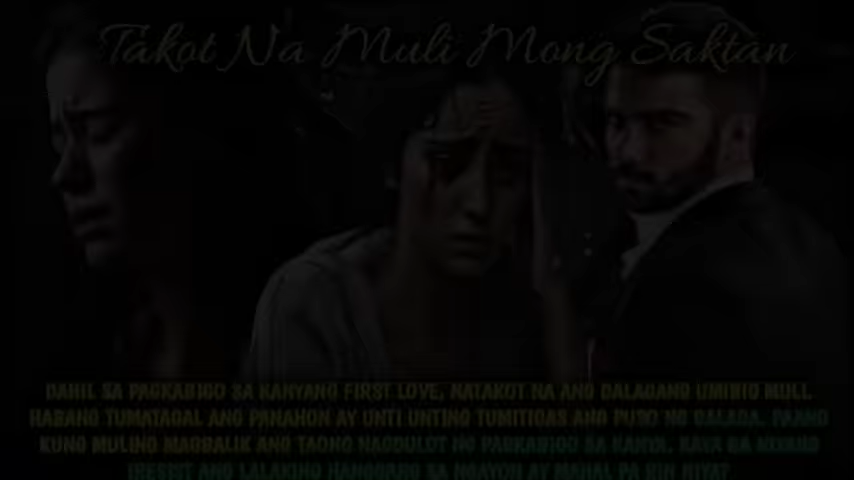 Takot Na Muli Mong Saktan
DAHIL SA PAGKABIGO SA KANYANG FIRST LOVE, NATAKOT NA ANG DALAGANG UMIBIG MULI.
HABANG TUMATAGAL ANG PANAHON AY UNTI UNTING TUMITIGAS ANG PUSO NG DALAGA. PAANO
KUNG MULING MAGBALIK ANG TAONG NAGDULOT NG PAGKABIGO SA KANYA. KAYA BA NIYANG
IRESIST ANG LALAKING HANGGANG SA NGAYON AY MAHAL PA RIN NIYA?